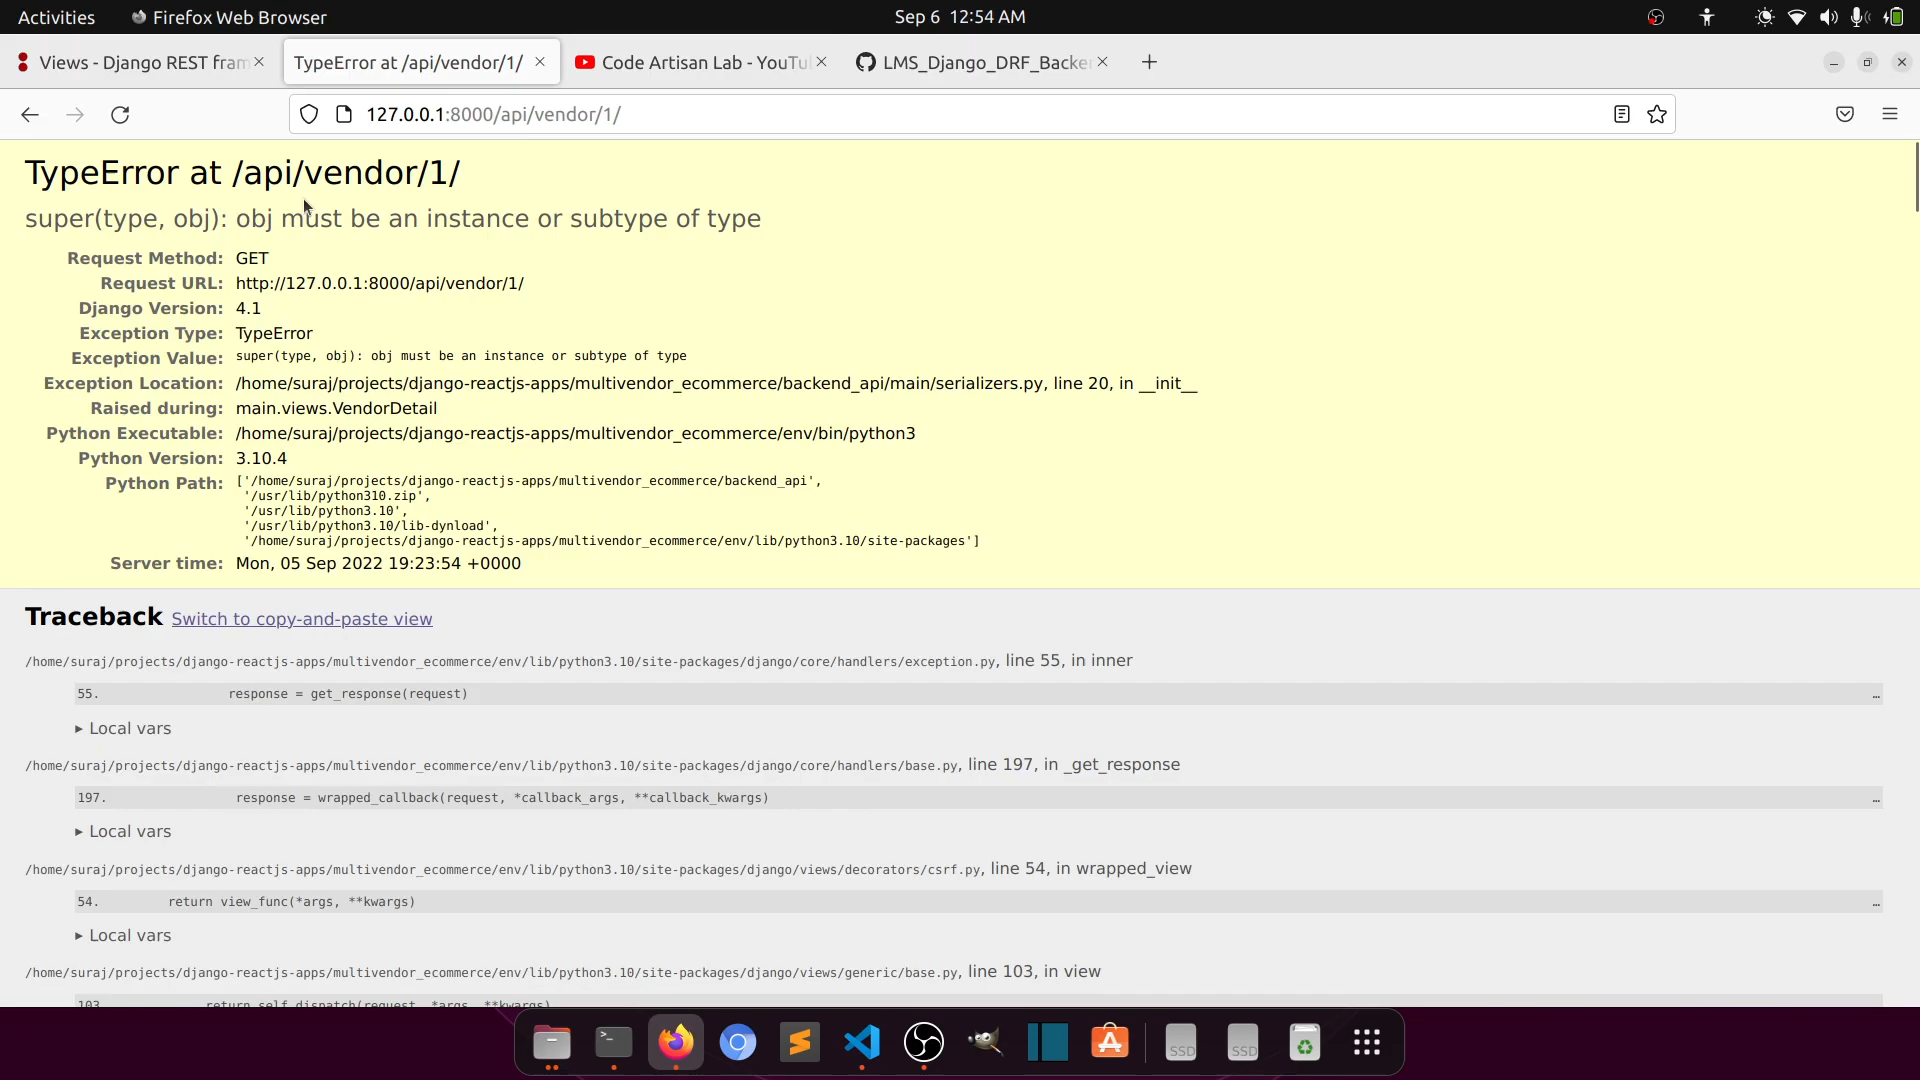 Activities
Firefox Web Browser
Sep 6 12:54 AM
Views - Django REST fram
TypeError at /api/vendor/1/
Code Artisan Lab - YouTu
LMS_Django_DRF_Backe
127.0.0.1:8000/api/vendor/1/
TypeError at /api/vendor/1/
super(type, obj): obj must be an instance or subtype of type
Request Method: GET
Request URL: http://127.0.0.1:8000/api/vendor/1/
Django Version: 4.1
Exception Type: TypeError
Exception Value: super(type, obj): obj must be an instance or subtype of type
Exception Location: /home/suraj/projects/django-reactjs-apps/multivendor_ecommerce/backend_api/main/serializers.py, line 20, in __init__
Raised during: main.views.VendorDetail
Python Executable: /home/suraj/projects/django-reactjs-apps/multivendor_ecommerce/env/bin/python3
Python Version: 3.10.4
Python Path: ['/home/suraj/projects/django-reactjs-apps/multivendor_ecommerce/backend_api',
'/usr/lib/python310.zip',
'/usr/lib/python3.10',
'/usr/lib/python3.10/lib-dynload',
'/home/suraj/projects/django-reactjs-apps/multivendor_ecommerce/env/lib/python3.10/site-packages']
Server time: Mon, 05 Sep 2022 19:23:54 +0000
Traceback Switch to copy-and-paste view
/home/suraj/projects/django-reactjs-apps/multivendor_ecommerce/env/lib/python3.10/site-packages/django/core/handlers/exception.py, line 55, in inner
55. response = get_response(request) …
▸ Local vars
/home/suraj/projects/django-reactjs-apps/multivendor_ecommerce/env/lib/python3.10/site-packages/django/core/handlers/base.py, line 197, in _get_response
197. response = wrapped_callback(request, *callback_args, **callback_kwargs) …
▸ Local vars
/home/suraj/projects/django-reactjs-apps/multivendor_ecommerce/env/lib/python3.10/site-packages/django/views/decorators/csrf.py, line 54, in wrapped_view
54. return view_func(*args, **kwargs) …
▸ Local vars
/home/suraj/projects/django-reactjs-apps/multivendor_ecommerce/env/lib/python3.10/site-packages/django/views/generic/base.py, line 103, in view
103. return self.dispatch(request, *args, **kwargs)
SSD
SSD